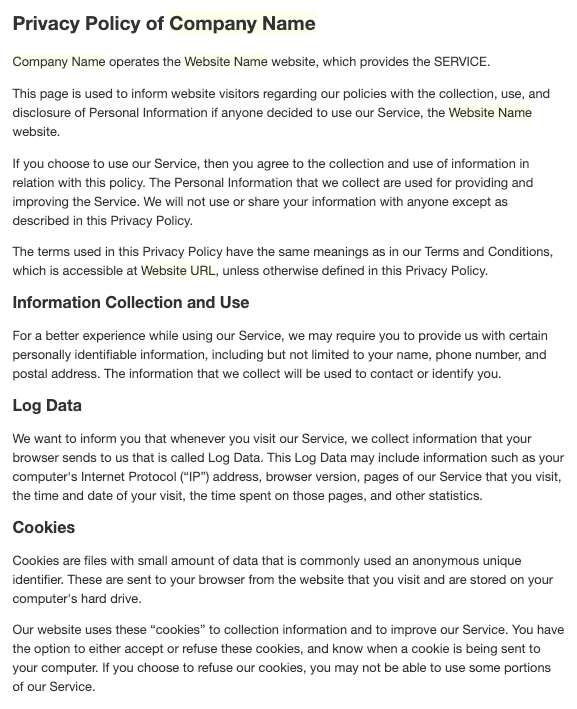 Privacy Policy of Company Name
Company Name operates the Website Name website, which provides the SERVICE.
This page is used to inform website visitors regarding our policies with the collection, use, and
disclosure of Personal Information if anyone decided to use our Service, the Website Name
website.
If you choose to use our Service, then you agree to the collection and use of information in
relation with this policy. The Personal Information that we collect are used for providing and
improving the Service. We will not use or share your information with anyone except as
described in this Privacy Policy.
The terms used in this Privacy Policy have the same meanings as in our Terms and Conditions,
which is accessible at Website URL, unless otherwise defined in this Privacy Policy.
Information Collection and Use
For a better experience while using our Service, we may require you to provide us with certain
personally identifiable information, including but not limited to your name, phone number, and
postal address. The information that we collect will be used to contact or identify you.
Log Data
We want to inform you that whenever you visit our Service, we collect information that your
browser sends to us that is called Log Data. This Log Data may include information such as your
computer's Internet Protocol (“IP”) address, browser version, pages of our Service that you visit,
the time and date of your visit, the time spent on those pages, and other statistics.
Cookies
Cookies are files with small amount of data that is commonly used an anonymous unique
identifier. These are sent to your browser from the website that you visit and are stored on your
computer's hard drive.
Our website uses these “cookies” to collection information and to improve our Service. You have
the option to either accept or refuse these cookies, and know when a cookie is being sent to
your computer. If you choose to refuse our cookies, you may not be able to use some portions
of our Service.